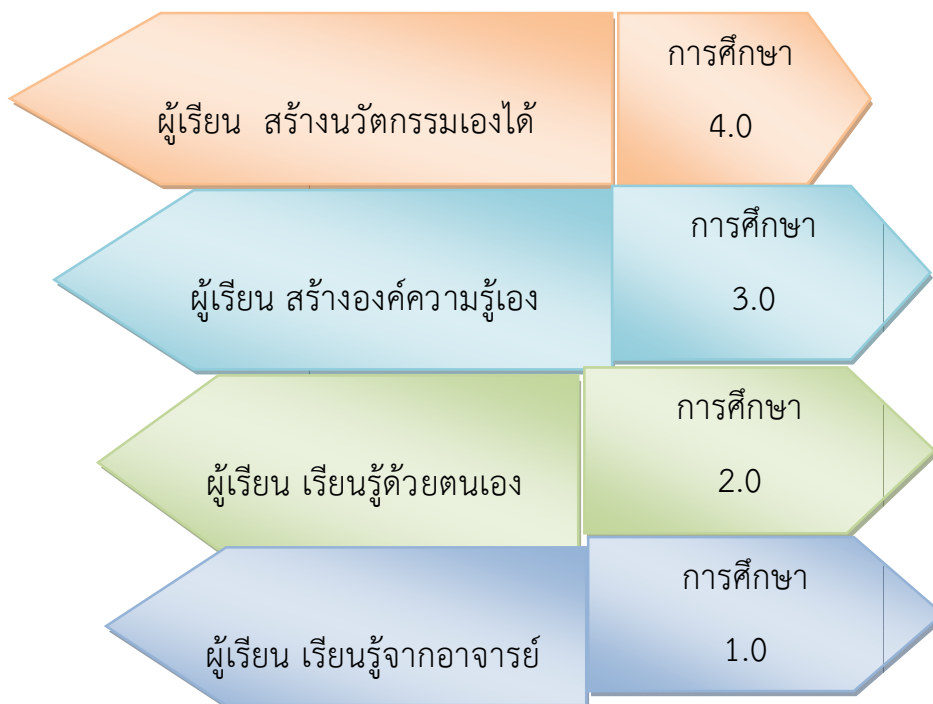 การศึกษา
ผู้เรียน  สร้างนวัตกรรมเองได้
4.0
การศึกษา
ผู้เรียน สร้างองค์ความรู้เอง
3.0
การศึกษา
ผู้เรียน เรียนรู้ด้วยตนเอง
2.0
การศึกษา
ผู้เรียน เรียนรู้จากอาจารย์
1.0